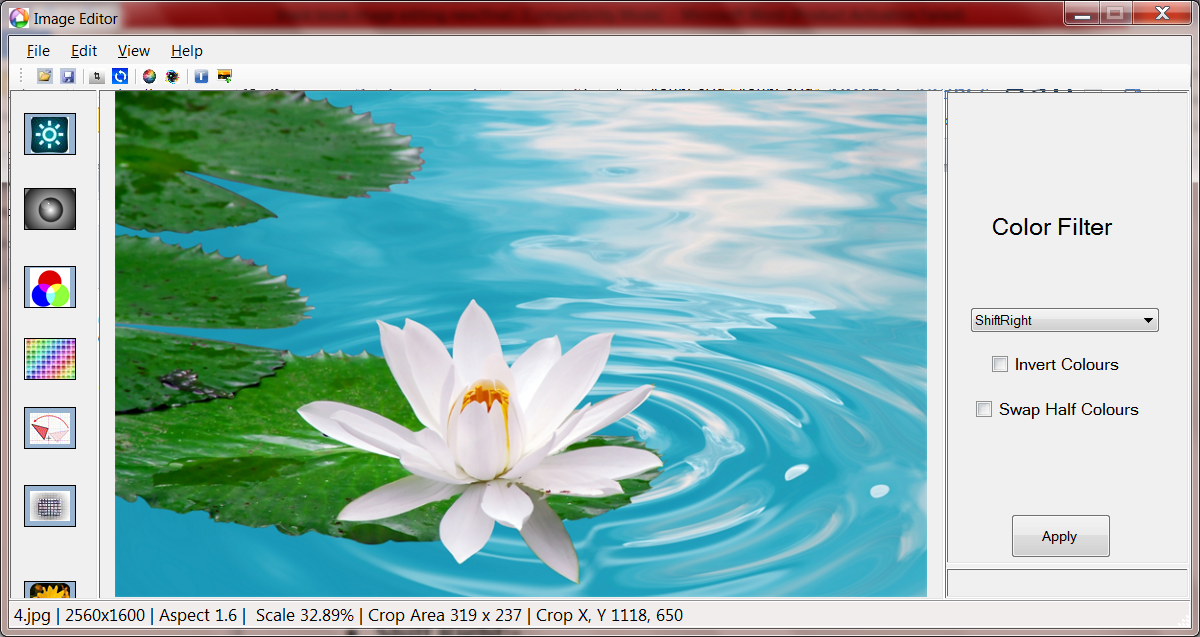 Image Editor
File Edit View Help
Color Filter
ShiftRight
Invert Colours
Swap Half Colours
Apply
4.jpg | 2560x1600 | Aspect 1.6 | Scale 32.89% | Crop Area 319 x 237 | Crop X, Y 1118, 650